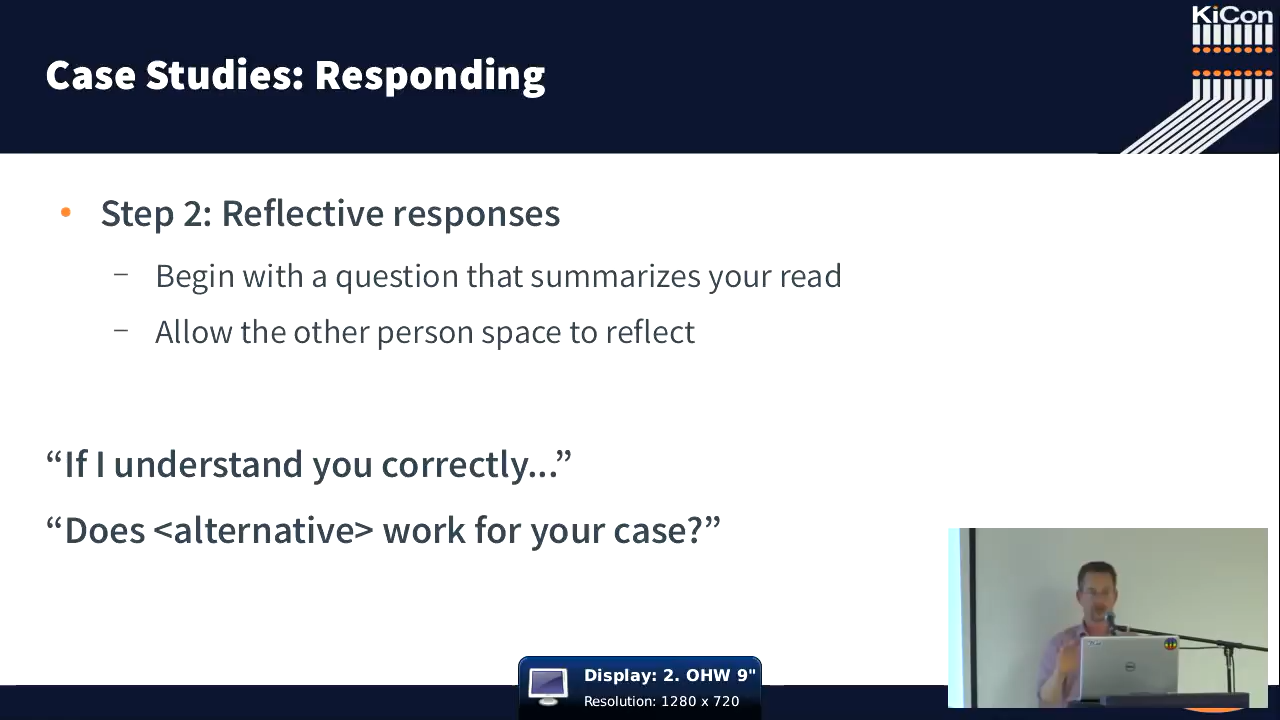 KiCon
Case Studies: Responding
Step 2: Reflective responses
Begin with a question that summarizes your read
Allow the other person space to reflect
“If I understand you correctly...”
“Does <alternative> work for your case?”
Display: 2. OHW 9"
Resolution: 1280 x 720